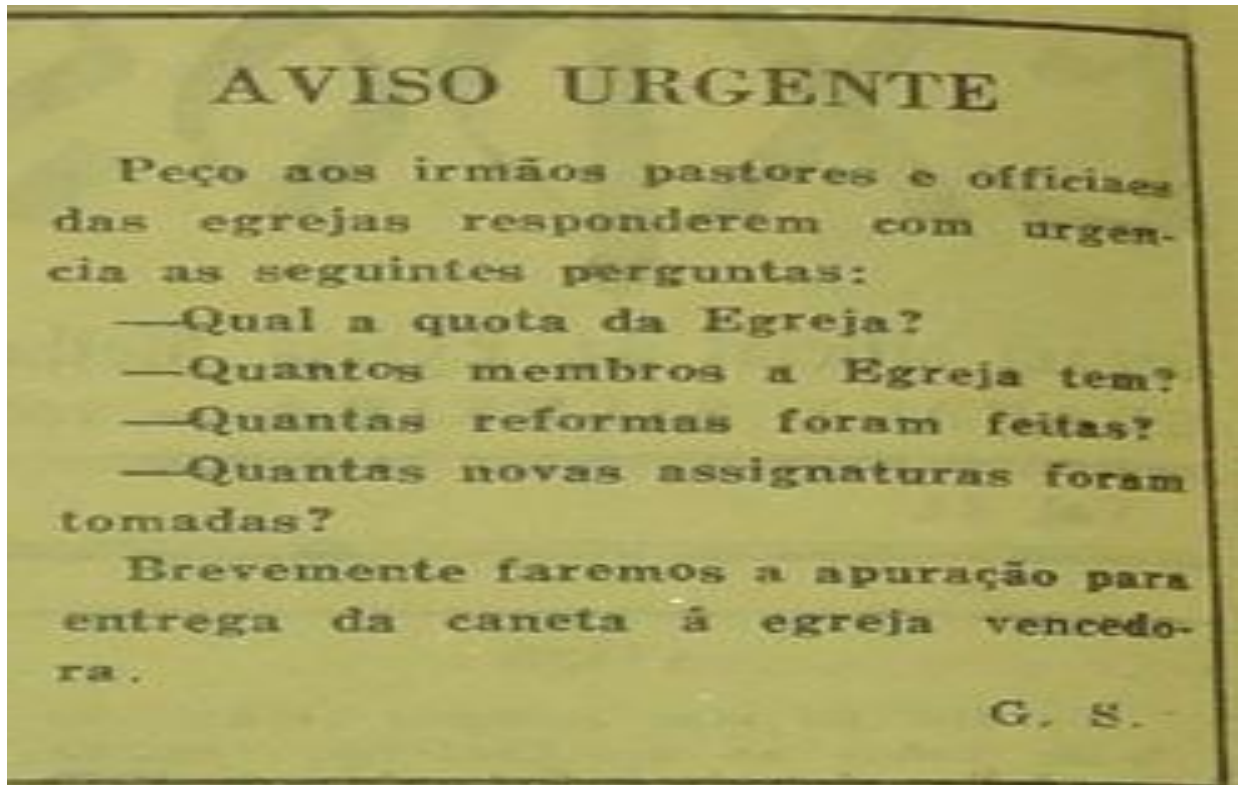 AVISO URGENTE
Peço aos irmãos pastores e officiaes
das egrejas responderem com urgen-
cia as seguintes perguntas:
—Qual a quota da Egreja?
—Quantos membros a Egreja tem?
—Quantas reformas foram feitas?
—Quantas novas assignaturas foram
tomadas?
Brevemente faremos a apuração para
entrega da caneta á egreja vencedo-
ra.
G. S.